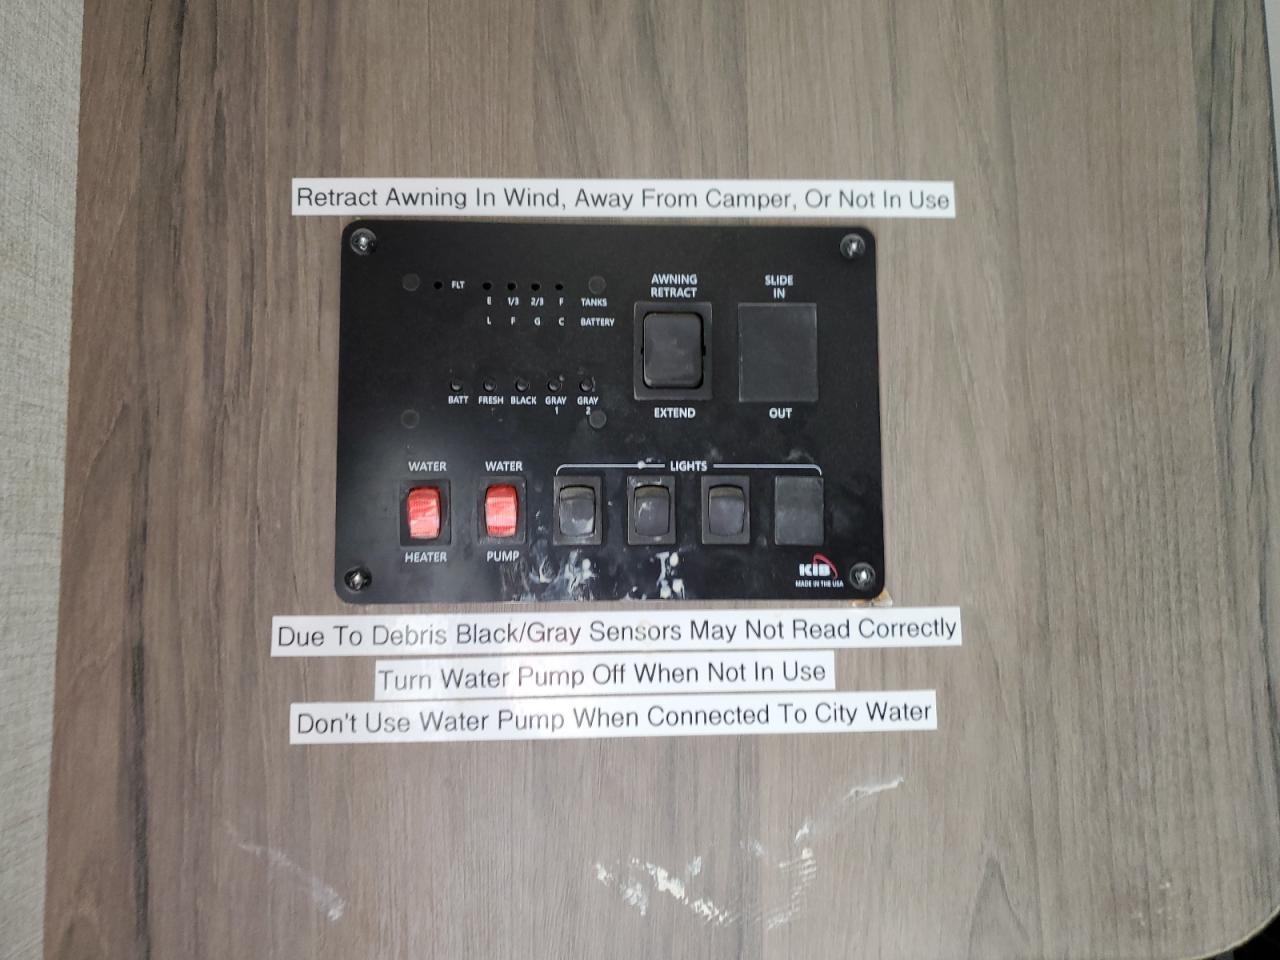 Retract Awning In Wind, Away From Camper, Or Not In Use
AWNING
RETRACT
SLIDE
IN
FLT
E 1/3 2/3 F TANKS
L F G C BATTERY
BATT FRESH BLACK GRAY 1 GRAY 2
EXTEND
OUT
WATER
WATER
LIGHTS
HEATER
PUMP
KIB
MADE IN THE USA
Due To Debris Black/Gray Sensors May Not Read Correctly
Turn Water Pump Off When Not In Use
Don't Use Water Pump When Connected To City Water